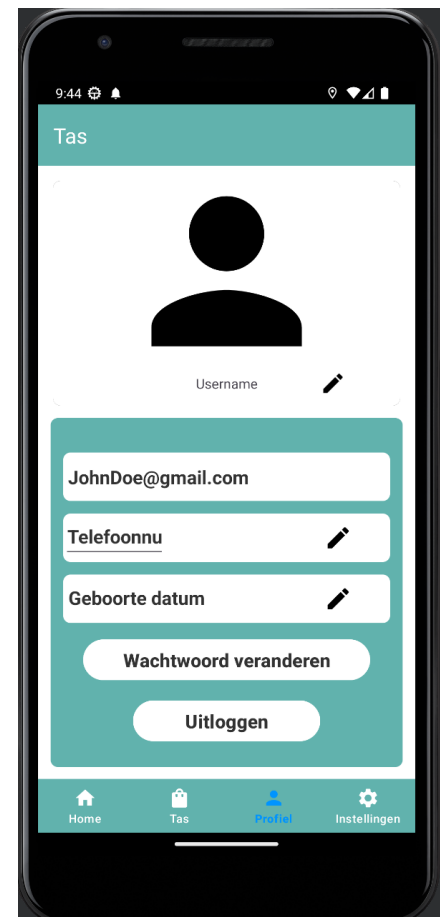 9:44
Tas
Username
JohnDoe@gmail.com
Telefoonnu
Geboorte datum
Wachtwoord veranderen
Uitloggen
Home Tas Profiel Instellingen